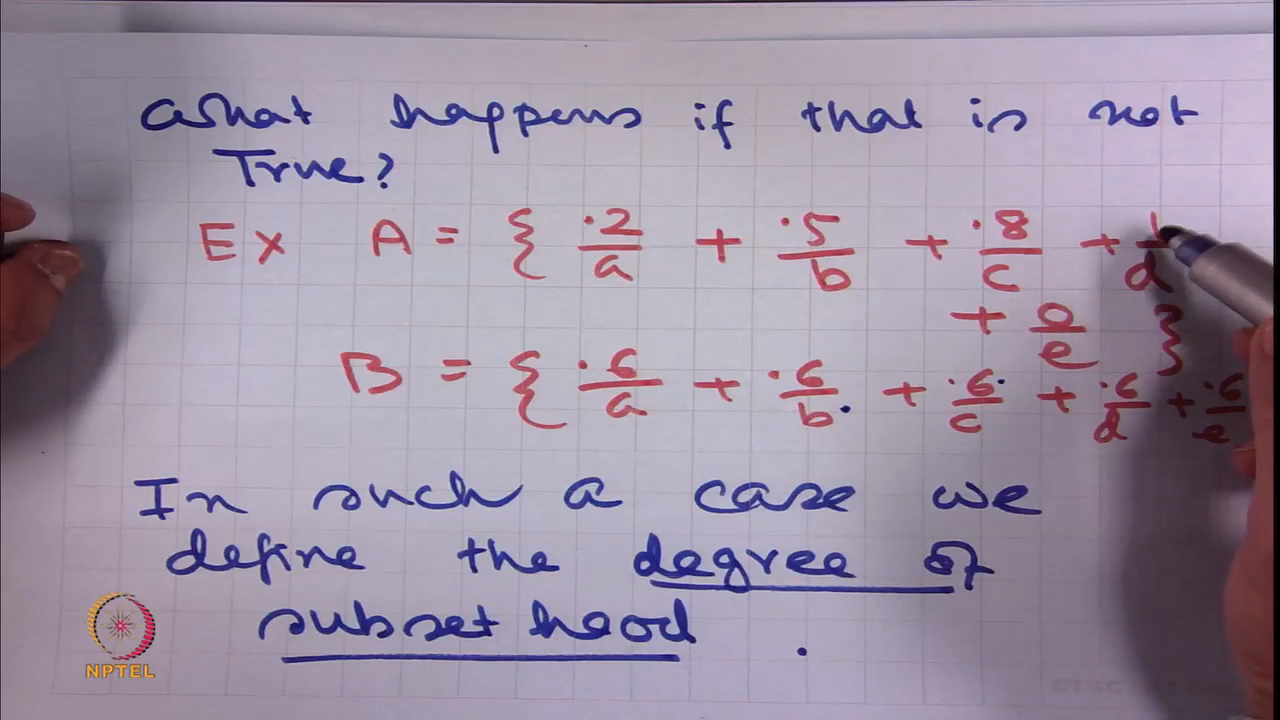 What happens if that is not
True?
Ex A = { .2/a + .5/b + .8/c + 1/d
+ 0/e }
B = { .6/a + .6/b + .6/c + .6/d + .6/e
In such a case we
define the degree of
subset hood .
NPTEL